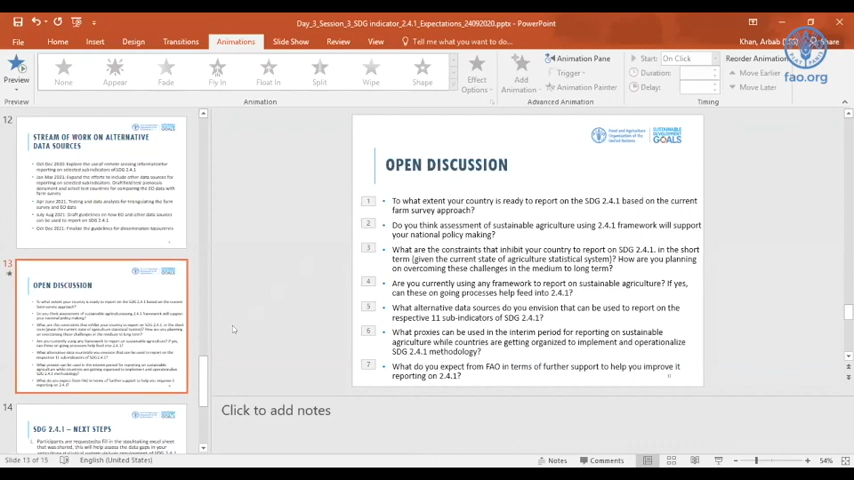 Day_3_Session_3_SDG indicator_2.4.1_Expectations_24092020.pptx - PowerPoint
Khan, Arbab
File Home Insert Design Transitions Animations Slide Show Review View Tell me what you want to do... Share
fao.org
Preview
None Appear Fade Fly In Float In Split Wipe Shape
Effect Options
Add Animation
Animation Pane
Trigger
Animation Painter
Start: On Click
Duration:
Delay:
Reorder Animation
Move Earlier
Move Later
Preview Animation Advanced Animation Timing
12
STREAM OF WORK ON ALTERNATIVE
DATA SOURCES
13
OPEN DISCUSSION
14
SDG 2.4.1 – NEXT STEPS
Food and Agriculture
Organization of the
United Nations
SUSTAINABLE
DEVELOPMENT
GOALS
OPEN DISCUSSION
1 • To what extent your country is ready to report on the SDG 2.4.1 based on the current
farm survey approach?
2 • Do you think assessment of sustainable agriculture using 2.4.1 framework will support
your national policy making?
3 • What are the constraints that inhibit your country to report on SDG 2.4.1. in the short
term (given the current state of agriculture statistical system)? How are you planning
on overcoming these challenges in the medium to long term?
4 • Are you currently using any framework to report on sustainable agriculture? If yes,
can these on going processes help feed into 2.4.1?
5 • What alternative data sources do you envision that can be used to report on the
respective 11 sub-indicators of SDG 2.4.1?
6 • What proxies can be used in the interim period for reporting on sustainable
agriculture while countries are getting organized to implement and operationalize
SDG 2.4.1 methodology?
7 • What do you expect from FAO in terms of further support to help you improve it
reporting on 2.4.1?
Click to add notes
Slide 13 of 15 English (United States) Notes Comments 54%